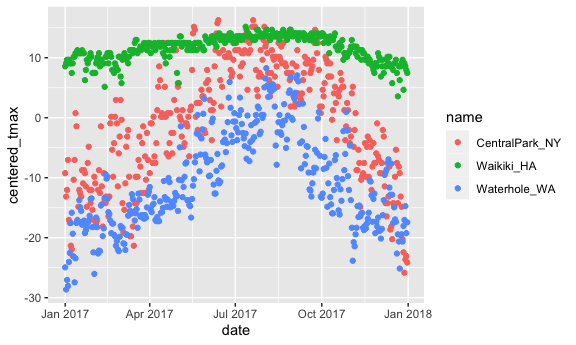 10
0
-10
-20
-30
centered_tmax
Jan 2017
Apr 2017
Jul 2017
Oct 2017
Jan 2018
date
name
CentralPark_NY
Waikiki_HA
Waterhole_WA